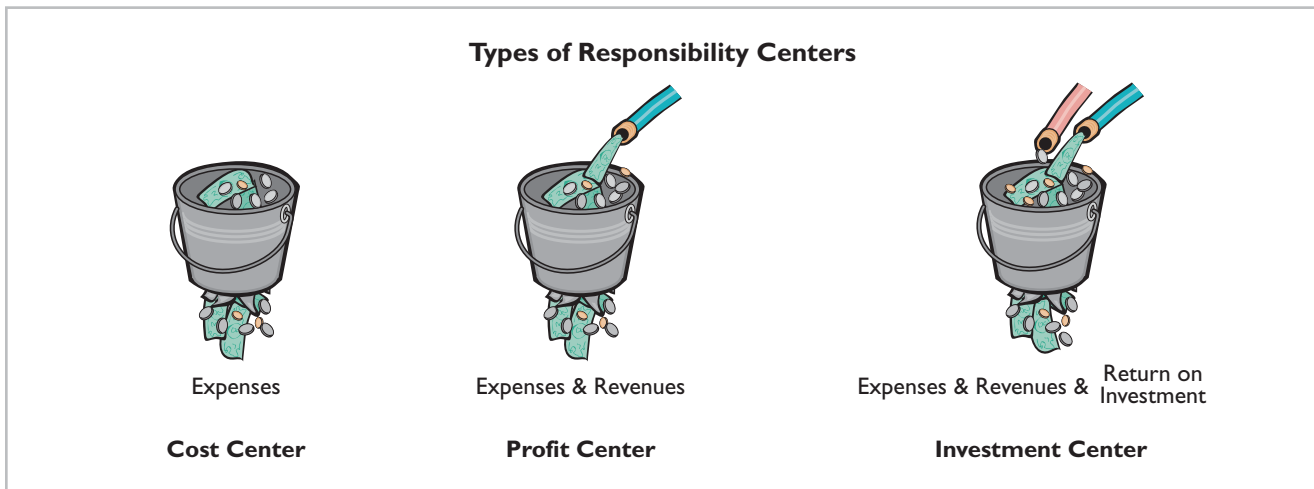 Types of Responsibility Centers
Expenses
Expenses & Revenues
Expenses & Revenues & Return on
Investment
Cost Center
Profit Center
Investment Center